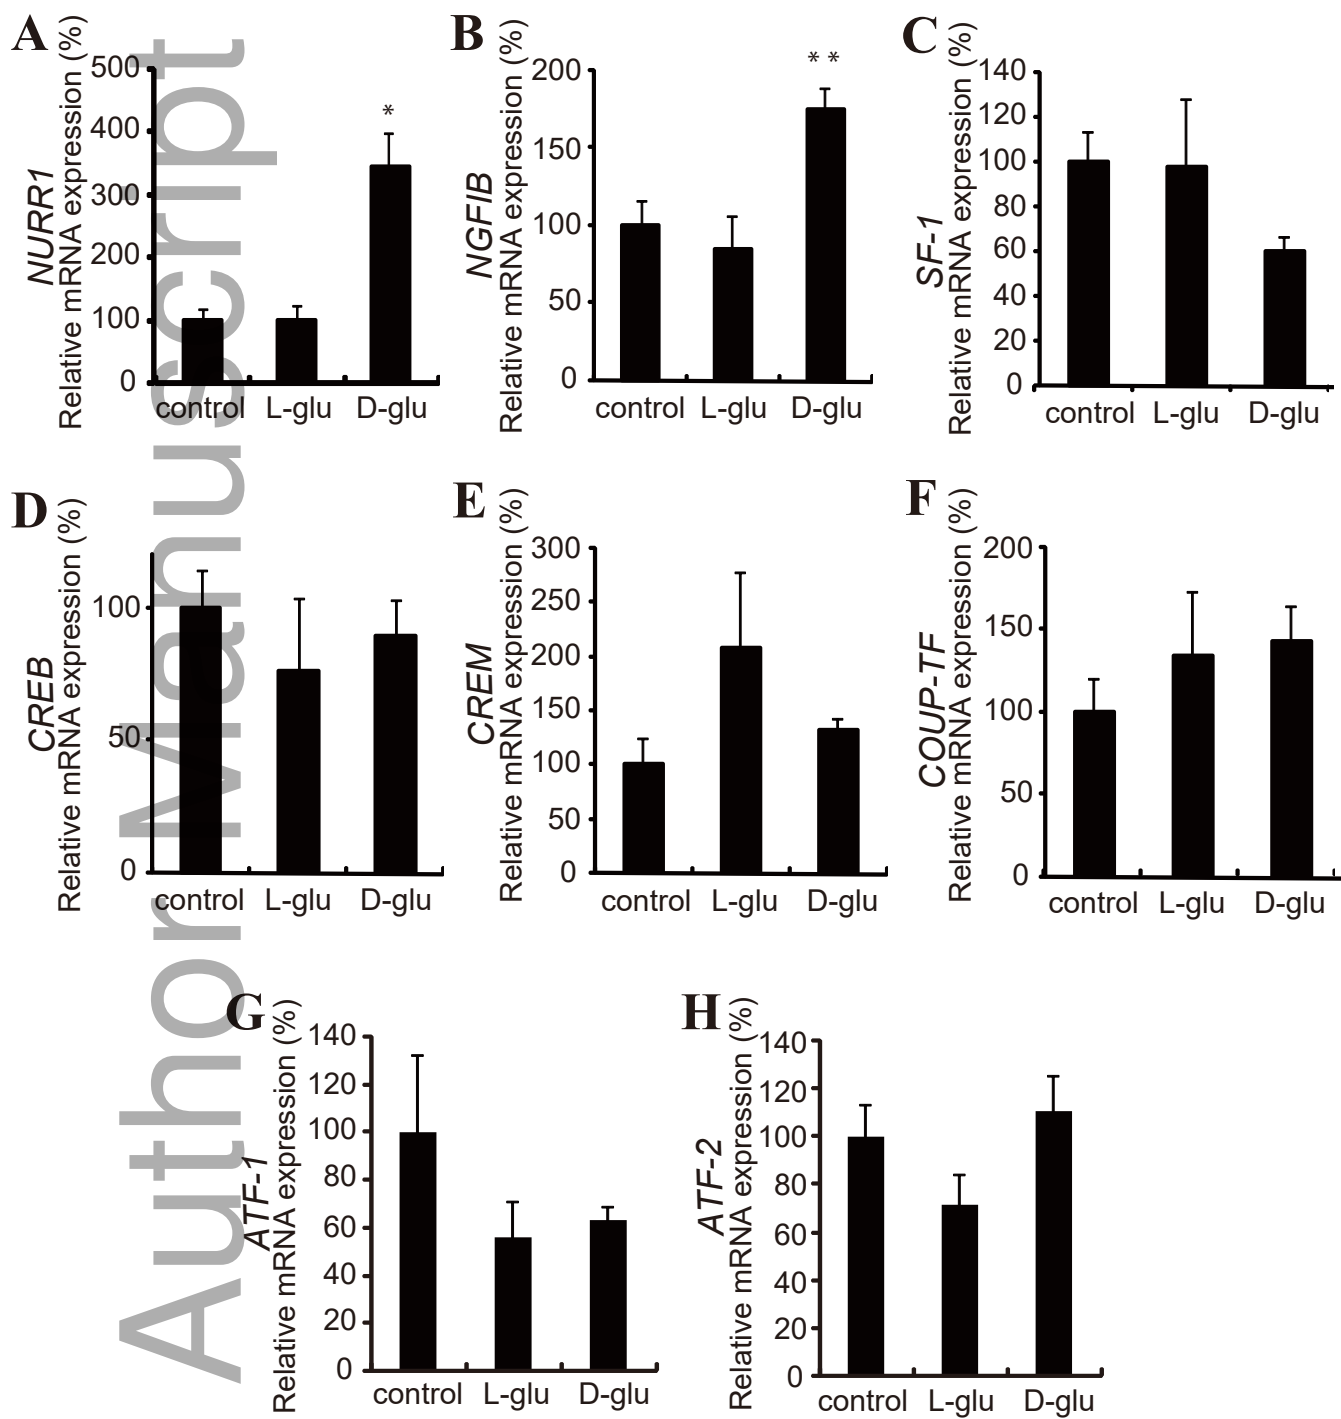 Author Manuscript
A
NURR1
Relative mRNA expression (%)
500
400
300
200
100
0
*
control L-glu D-glu
B
NGFIB
Relative mRNA expression (%)
200
150
100
50
0
**
control L-glu D-glu
C
SF-1
Relative mRNA expression (%)
140
120
100
80
60
40
20
0
control L-glu D-glu
D
CREB
Relative mRNA expression (%)
100
50
0
control L-glu D-glu
E
CREM
Relative mRNA expression (%)
300
250
200
150
100
50
0
control L-glu D-glu
F
COUP-TF
Relative mRNA expression (%)
200
150
100
50
0
control L-glu D-glu
G
ATF-1
Relative mRNA expression (%)
140
120
100
80
60
40
20
0
control L-glu D-glu
H
ATF-2
Relative mRNA expression (%)
140
120
100
80
60
40
20
0
control L-glu D-glu